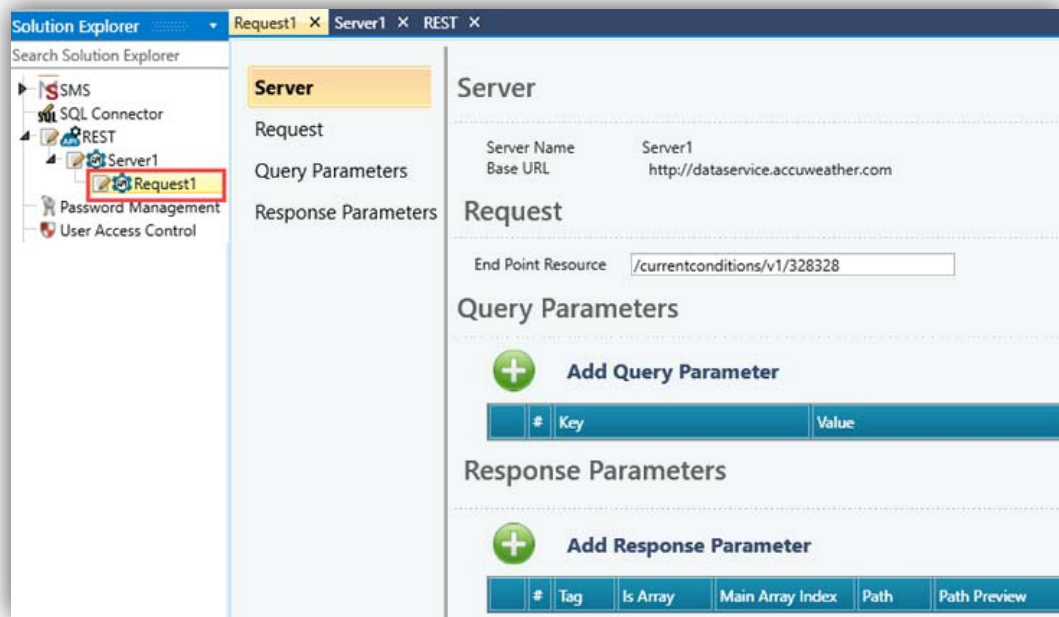 Solution Explorer
Request1 ✕ Server1 ✕ REST ✕
Search Solution Explorer
SMS
SQL Connector
REST
Server1
Request1
Password Management
User Access Control
Server
Request
Query Parameters
Response Parameters
Server
Server Name Server1
Base URL http://dataservice.accuweather.com
Request
End Point Resource /currentconditions/v1/328328
Query Parameters
Add Query Parameter
# Key Value
Response Parameters
Add Response Parameter
# Tag Is Array Main Array Index Path Path Preview